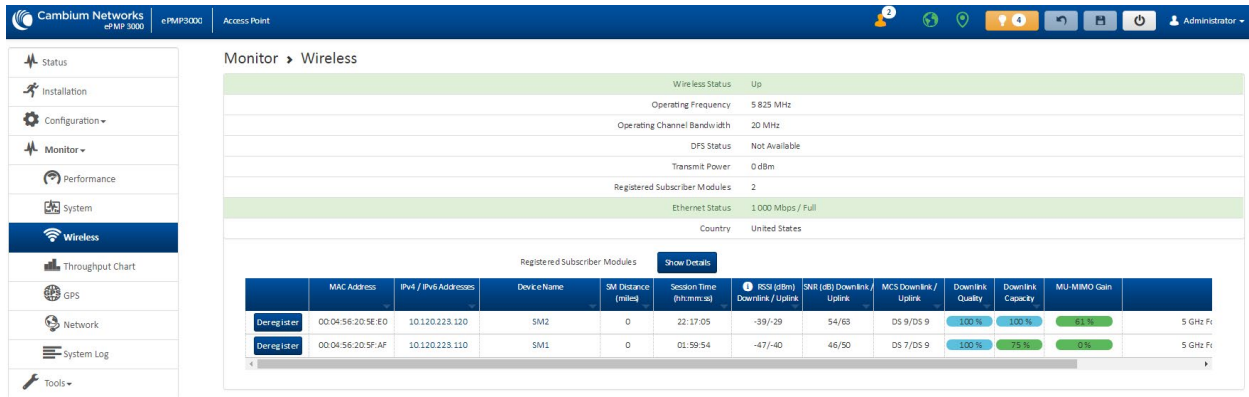 Cambium Networks
ePMP 3000
ePMP3000
Access Point
2
4
Administrator
Status
Installation
Configuration
Monitor
Performance
System
Wireless
Throughput Chart
GPS
Network
System Log
Tools
Monitor › Wireless
Wireless Status Up
Operating Frequency 5 825 MHz
Operating Channel Bandwidth 20 MHz
DFS Status Not Available
Transmit Power 0 dBm
Registered Subscriber Modules 2
Ethernet Status 1 000 Mbps / Full
Country United States
Registered Subscriber Modules Show Details
MAC Address IPv4 / IPv6 Addresses Device Name SM Distance (miles) Session Time (hh:mm:ss) RSSI (dBm) Downlink / Uplink SNR (dB) Downlink / Uplink MCS Downlink / Uplink Downlink Quality Downlink Capacity MU-MIMO Gain
Deregister 00:04:56:20:5E:E0 10.120.223.120 SM2 0 22:17:05 -39/-29 54/63 DS 9/DS 9 100 % 100 % 61 % 5 GHz Fo
Deregister 00:04:56:20:5F:AF 10.120.223.110 SM1 0 01:59:54 -47/-40 46/50 DS 7/DS 9 100 % 75 % 0 % 5 GHz Fo